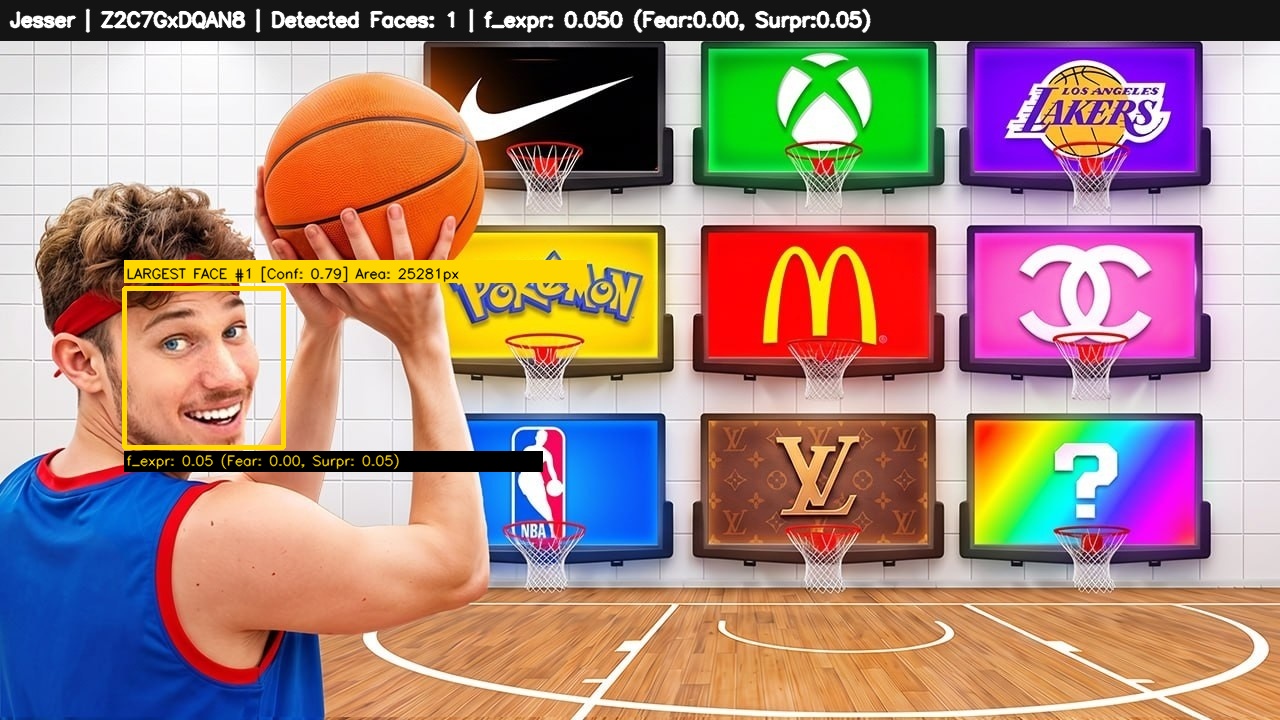 Jesser | Z2C7GxDQAN8 | Detected Faces: 1 | f_expr: 0.050 (Fear:0.00, Surpr:0.05)
LOS ANGELES
LAKERS
LARGEST FACE #1 [Conf: 0.79] Area: 25281px
POKéMON
f_expr: 0.05 (Fear: 0.00, Surpr: 0.05)
NBA
LV
?